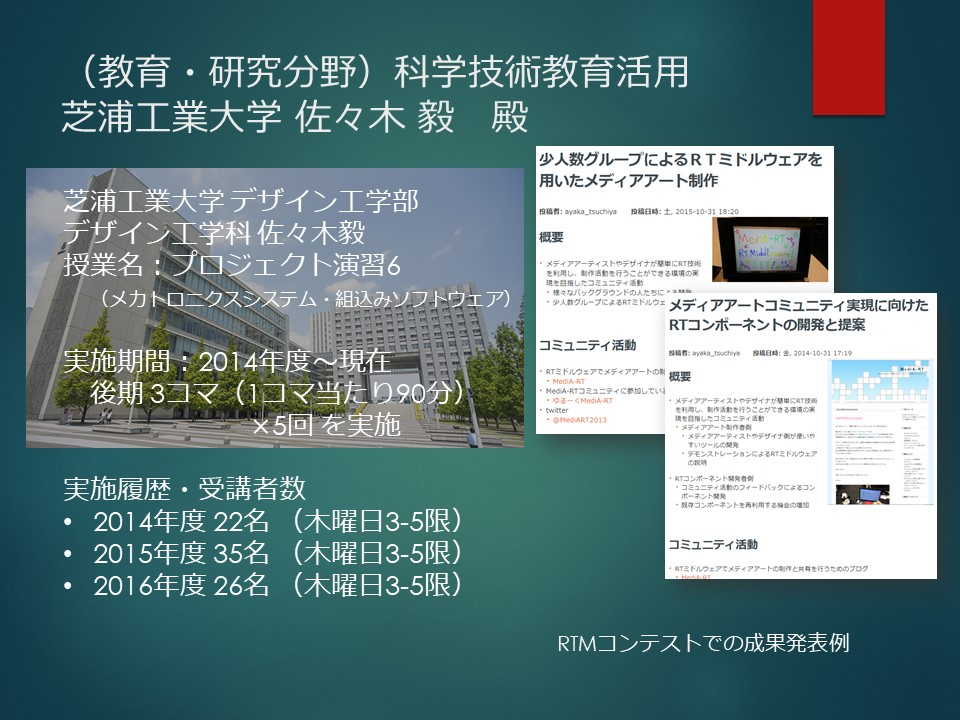 （教育・研究分野）科学技術教育活用
芝浦工業大学 佐々木 毅　殿
芝浦工業大学 デザイン工学部
デザイン工学科 佐々木毅
授業名：プロジェクト演習6
（メカトロニクスシステム・組込みソフトウェア）
実施期間：2014年度～現在
後期 3コマ（1コマ当たり90分）
×5回 を実施
実施履歴・受講者数
• 2014年度 22名 （木曜日3-5限）
• 2015年度 35名 （木曜日3-5限）
• 2016年度 26名 （木曜日3-5限）
少人数グループによるＲＴミドルウェアを
用いたメディアアート制作
投稿者: ayaka_tsuchiya 投稿日時: 土, 2015-10-31 18:20
概要
MediA-RT
RT
Middle
• メディアアーティストやデザイナが簡単にRT技術
を利用し、制作活動を行うことができる環境の実
現を目指したコミュニティ活動
• 様々なバックグラウンドの人たちによる
• 少人数グループによるRTミドルウェ
コミュニティ活動
• RTミドルウェアでメディアアートの制
• MediA-RT
• MediA-RTコミュニティに参加してい
• ゆるーくMediA-RT
• twitter
• @MediART2013
メディアアートコミュニティ実現に向けた
RTコンポーネントの開発と提案
投稿者: ayaka_tsuchiya 投稿日時: 金, 2014-10-31 17:19
概要
• メディアアーティストやデザイナが簡単にRT技術
を利用し、制作活動を行うことができる環境の実
現を目指したコミュニティ活動
• メディアアート制作者側
• メディアアーティストやデザイナ側が使いや
すいツールの開発
• デモンストレーションによるRTミドルウェア
の説明
• RTコンポーネント開発者側
• コミュニティ活動のフィードバックによるコン
ポーネント開発
• 既存コンポーネントを再利用する機会の増加
コミュニティ活動
• RTミドルウェアでメディアアートの制作と共有を行うためのブログ
• MediA-RT
RTMコンテストでの成果発表例